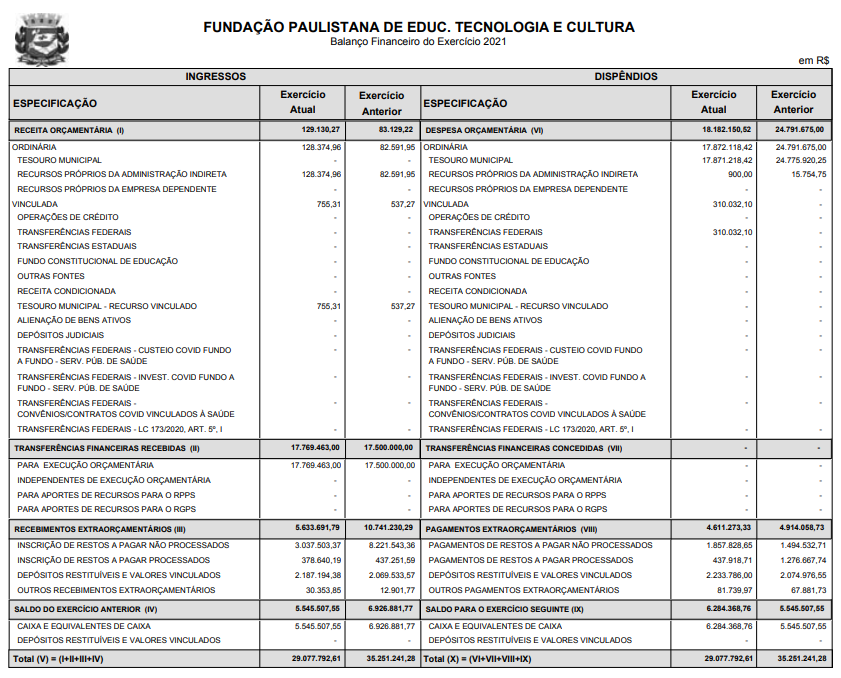 FUNDAÇÃO PAULISTANA DE EDUC. TECNOLOGIA E CULTURA
Balanço Financeiro do Exercício 2021
em R$
INGRESSOS DISPÊNDIOS
ESPECIFICAÇÃO Exercício Atual Exercício Anterior ESPECIFICAÇÃO Exercício Atual Exercício Anterior
RECEITA ORÇAMENTÁRIA (I) 129.130,27 83.129,22 DESPESA ORÇAMENTÁRIA (VI) 18.182.150,52 24.791.675,00
ORDINÁRIA 128.374,96 82.591,95 ORDINÁRIA 17.872.118,42 24.791.675,00
TESOURO MUNICIPAL - - TESOURO MUNICIPAL 17.871.218,42 24.775.920,25
RECURSOS PRÓPRIOS DA ADMINISTRAÇÃO INDIRETA 128.374,96 82.591,95 RECURSOS PRÓPRIOS DA ADMINISTRAÇÃO INDIRETA 900,00 15.754,75
RECURSOS PRÓPRIOS DA EMPRESA DEPENDENTE - - RECURSOS PRÓPRIOS DA EMPRESA DEPENDENTE - -
VINCULADA 755,31 537,27 VINCULADA 310.032,10 -
OPERAÇÕES DE CRÉDITO - - OPERAÇÕES DE CRÉDITO - -
TRANSFERÊNCIAS FEDERAIS - - TRANSFERÊNCIAS FEDERAIS 310.032,10 -
TRANSFERÊNCIAS ESTADUAIS - - TRANSFERÊNCIAS ESTADUAIS - -
FUNDO CONSTITUCIONAL DE EDUCAÇÃO - - FUNDO CONSTITUCIONAL DE EDUCAÇÃO - -
OUTRAS FONTES - - OUTRAS FONTES - -
RECEITA CONDICIONADA - - RECEITA CONDICIONADA - -
TESOURO MUNICIPAL - RECURSO VINCULADO 755,31 537,27 TESOURO MUNICIPAL - RECURSO VINCULADO - -
ALIENAÇÃO DE BENS ATIVOS - - ALIENAÇÃO DE BENS ATIVOS - -
DEPÓSITOS JUDICIAIS - - DEPÓSITOS JUDICIAIS - -
TRANSFERÊNCIAS FEDERAIS - CUSTEIO COVID FUNDO - - TRANSFERÊNCIAS FEDERAIS - CUSTEIO COVID FUNDO - -
A FUNDO - SERV. PÚB. DE SAÚDE A FUNDO - SERV. PÚB. DE SAÚDE
TRANSFERÊNCIAS FEDERAIS - INVEST. COVID FUNDO A - - TRANSFERÊNCIAS FEDERAIS - INVEST. COVID FUNDO A - -
FUNDO - SERV. PÚB. DE SAÚDE FUNDO - SERV. PÚB. DE SAÚDE
TRANSFERÊNCIAS FEDERAIS - - - TRANSFERÊNCIAS FEDERAIS - - -
CONVÊNIOS/CONTRATOS COVID VINCULADOS À SAÚDE CONVÊNIOS/CONTRATOS COVID VINCULADOS À SAÚDE
TRANSFERÊNCIAS FEDERAIS - LC 173/2020, ART. 5º, I - - TRANSFERÊNCIAS FEDERAIS - LC 173/2020, ART. 5º, I - -
TRANSFERÊNCIAS FINANCEIRAS RECEBIDAS (II) 17.769.463,00 17.500.000,00 TRANSFERÊNCIAS FINANCEIRAS CONCEDIDAS (VII) - -
PARA EXECUÇÃO ORÇAMENTÁRIA 17.769.463,00 17.500.000,00 PARA EXECUÇÃO ORÇAMENTÁRIA - -
INDEPENDENTES DE EXECUÇÃO ORÇAMENTÁRIA - - INDEPENDENTES DE EXECUÇÃO ORÇAMENTÁRIA - -
PARA APORTES DE RECURSOS PARA O RPPS - - PARA APORTES DE RECURSOS PARA O RPPS - -
PARA APORTES DE RECURSOS PARA O RGPS - - PARA APORTES DE RECURSOS PARA O RGPS - -
RECEBIMENTOS EXTRAORÇAMENTÁRIOS (III) 5.633.691,79 10.741.230,29 PAGAMENTOS EXTRAORÇAMENTÁRIOS (VIII) 4.611.273,33 4.914.058,73
INSCRIÇÃO DE RESTOS A PAGAR NÃO PROCESSADOS 3.037.503,37 8.221.543,36 PAGAMENTOS DE RESTOS A PAGAR NÃO PROCESSADOS 1.857.828,65 1.494.532,71
INSCRIÇÃO DE RESTOS A PAGAR PROCESSADOS 378.640,19 437.251,59 PAGAMENTOS DE RESTOS A PAGAR PROCESSADOS 437.918,71 1.276.667,74
DEPÓSITOS RESTITUÍVEIS E VALORES VINCULADOS 2.187.194,38 2.069.533,57 DEPÓSITOS RESTITUÍVEIS E VALORES VINCULADOS 2.233.786,00 2.074.976,55
OUTROS RECEBIMENTOS EXTRAORÇAMENTÁRIOS 30.353,85 12.901,77 OUTROS PAGAMENTOS EXTRAORÇAMENTÁRIOS 81.739,97 67.881,73
SALDO DO EXERCÍCIO ANTERIOR (IV) 5.545.507,55 6.926.881,77 SALDO PARA O EXERCÍCIO SEGUINTE (IX) 6.284.368,76 5.545.507,55
CAIXA E EQUIVALENTES DE CAIXA 5.545.507,55 6.926.881,77 CAIXA E EQUIVALENTES DE CAIXA 6.284.368,76 5.545.507,55
DEPÓSITOS RESTITUÍVEIS E VALORES VINCULADOS - - DEPÓSITOS RESTITUÍVEIS E VALORES VINCULADOS - -
Total (V) = (I+II+III+IV) 29.077.792,61 35.251.241,28 Total (X) = (VI+VII+VIII+IX) 29.077.792,61 35.251.241,28